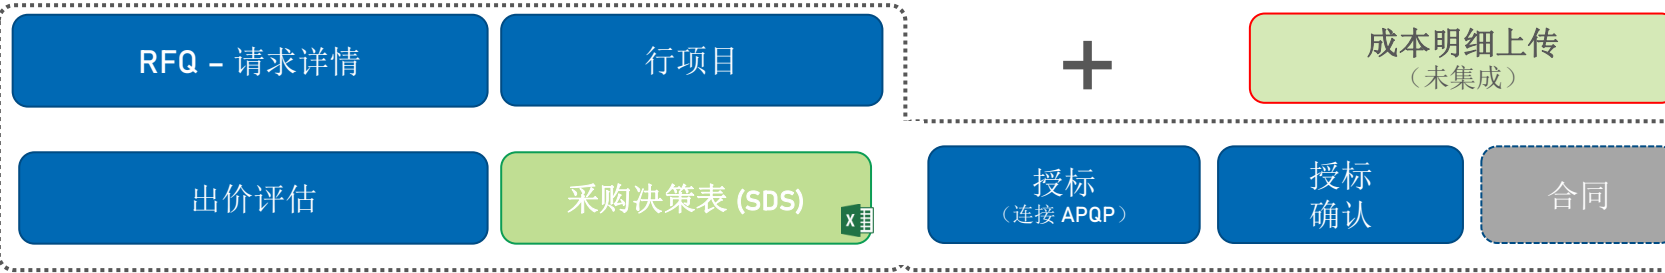 RFQ – 请求详情
行项目
+
成本明细上传
（未集成）
出价评估
采购决策表 (SDS)
X
授标
（连接 APQP）
授标
确认
合同